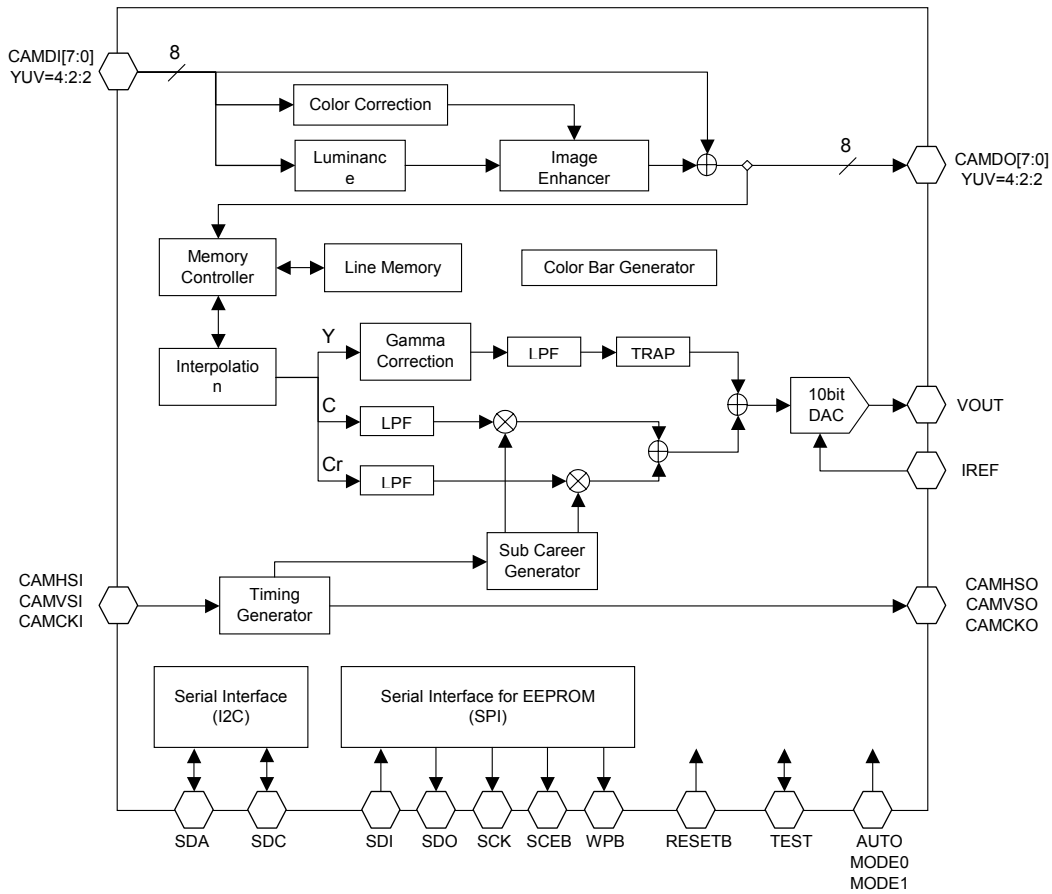 CAMDI[7:0]
YUV=4:2:2
8
Color Correction
Luminanc
e
Image
Enhancer
8
CAMDO[7:0]
YUV=4:2:2
Memory
Controller
Line Memory
Color Bar Generator
Interpolatio
n
Y
Gamma
Correction
LPF
TRAP
C
LPF
Cr
LPF
10bit
DAC
VOUT
IREF
Sub Career
Generator
CAMHSI
CAMVSI
CAMCKI
Timing
Generator
CAMHSO
CAMVSO
CAMCKO
Serial Interface
(I2C)
Serial Interface for EEPROM
(SPI)
SDA
SDC
SDI
SDO
SCK
SCEB
WPB
RESETB
TEST
AUTO
MODE0
MODE1